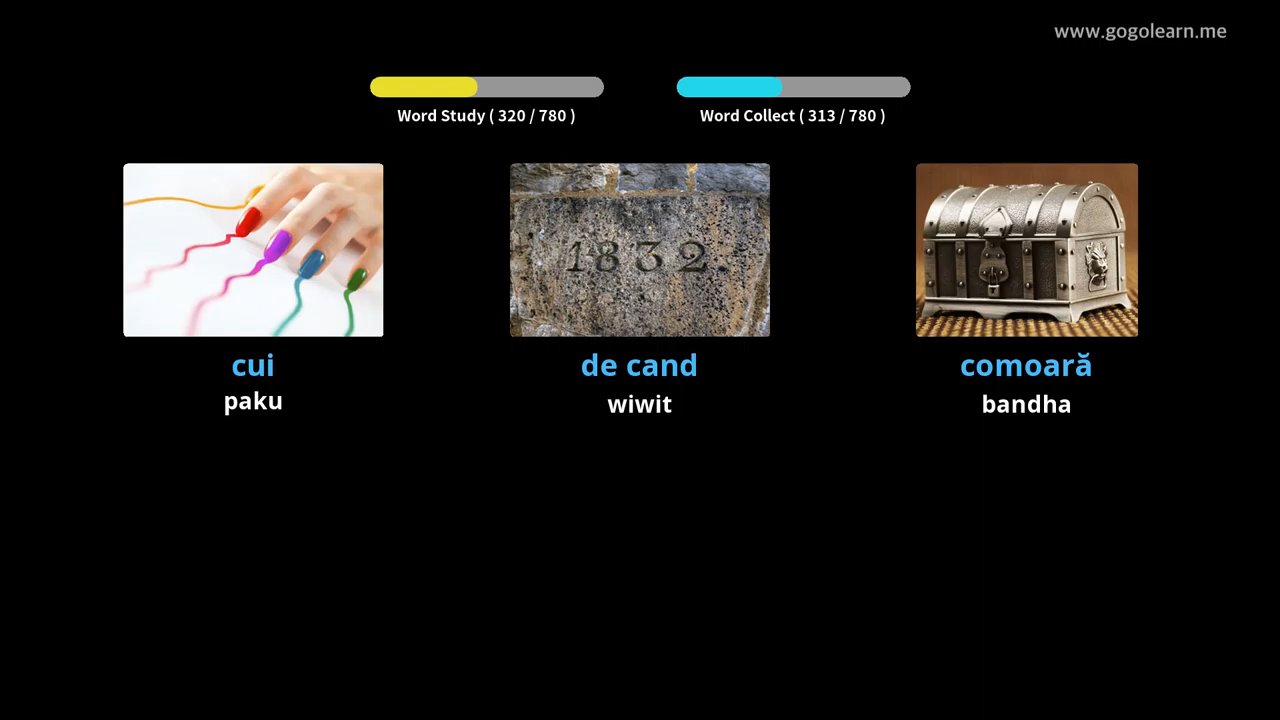 www.gogolearn.me
Word Study ( 320 / 780 )
Word Collect ( 313 / 780 )
1832.
cui
de cand
comoară
paku
wiwit
bandha